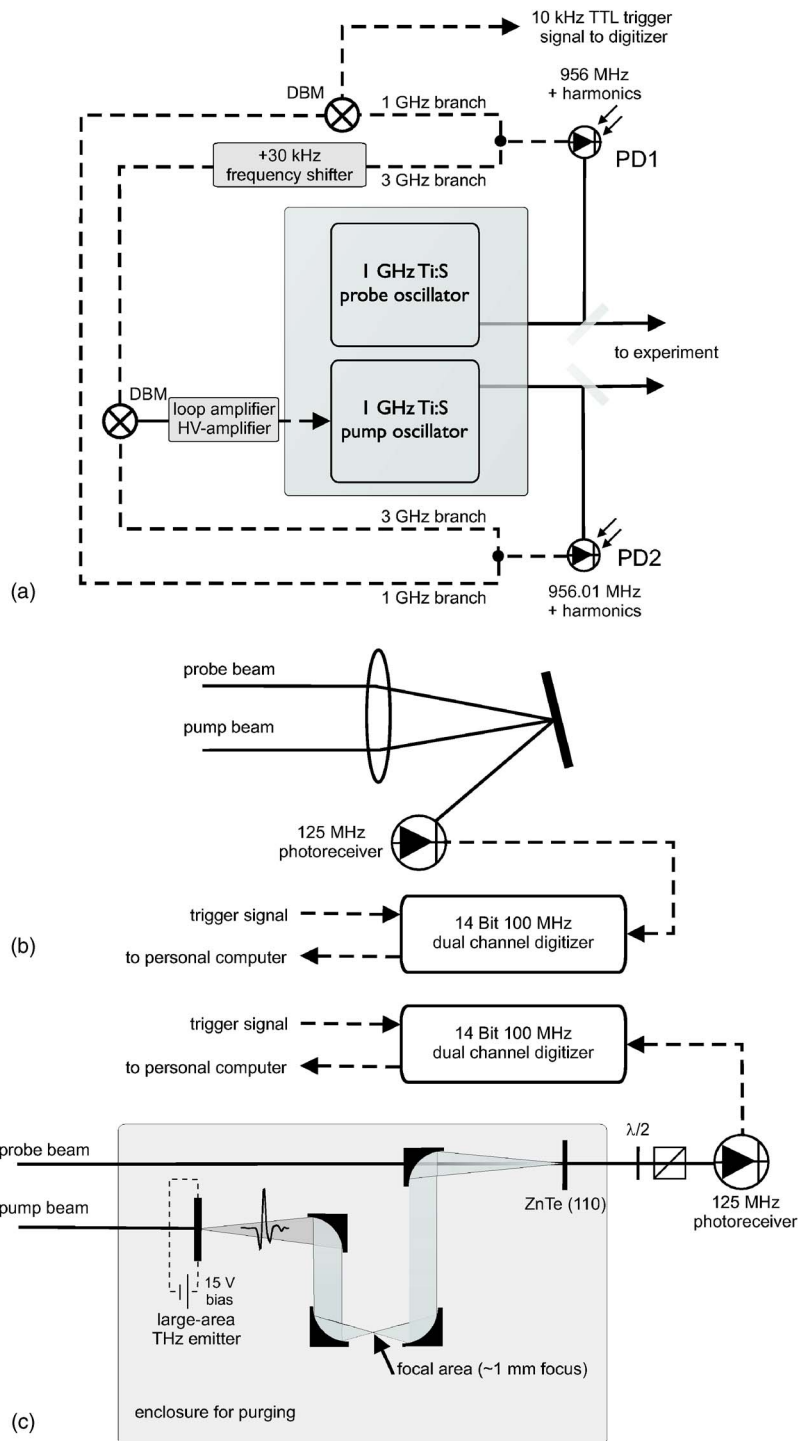 10 kHz TTL trigger
signal to digitizer
956 MHz
+ harmonics
DBM
1 GHz branch
PD1
+30 kHz
frequency shifter
3 GHz branch
1 GHz Ti:S
probe oscillator
to experiment
DBM
loop amplifier
HV-amplifier
1 GHz Ti:S
pump oscillator
3 GHz branch
PD2
1 GHz branch
956.01 MHz
+ harmonics
(a)
probe beam
pump beam
125 MHz
photoreceiver
trigger signal
14 Bit 100 MHz
dual channel digitizer
to personal computer
(b)
trigger signal
14 Bit 100 MHz
dual channel digitizer
to personal computer
probe beam
λ/2
pump beam
ZnTe (110)
125 MHz
photoreceiver
15 V
bias
large-area
THz emitter
focal area (~1 mm focus)
enclosure for purging
(c)